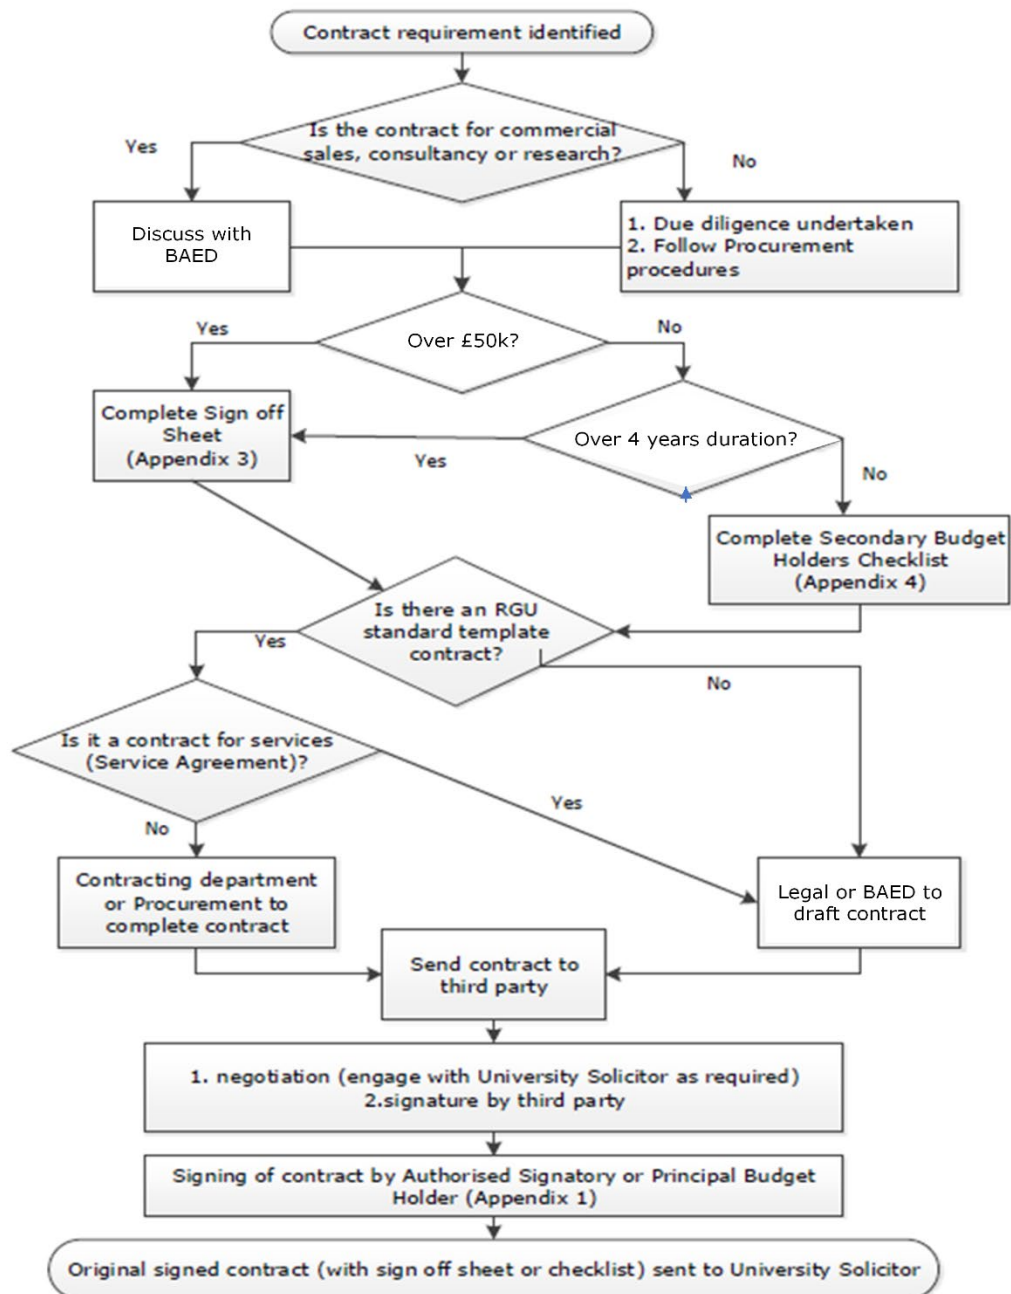 Contract requirement identified
Is the contract for commercial
sales, consultancy or research?
Yes
No
Discuss with
BAED
1. Due diligence undertaken
2. Follow Procurement
procedures
Over £50k?
Yes
No
Complete Sign off
Sheet
(Appendix 3)
Over 4 years duration?
Yes
No
Complete Secondary Budget
Holders Checklist
(Appendix 4)
Is there an RGU
standard template
contract?
Yes
No
Is it a contract for services
(Service Agreement)?
Yes
No
Contracting department
or Procurement to
complete contract
Legal or BAED to
draft contract
Send contract to
third party
1. negotiation (engage with University Solicitor as required)
2.signature by third party
Signing of contract by Authorised Signatory or Principal Budget
Holder (Appendix 1)
Original signed contract (with sign off sheet or checklist) sent to University Solicitor